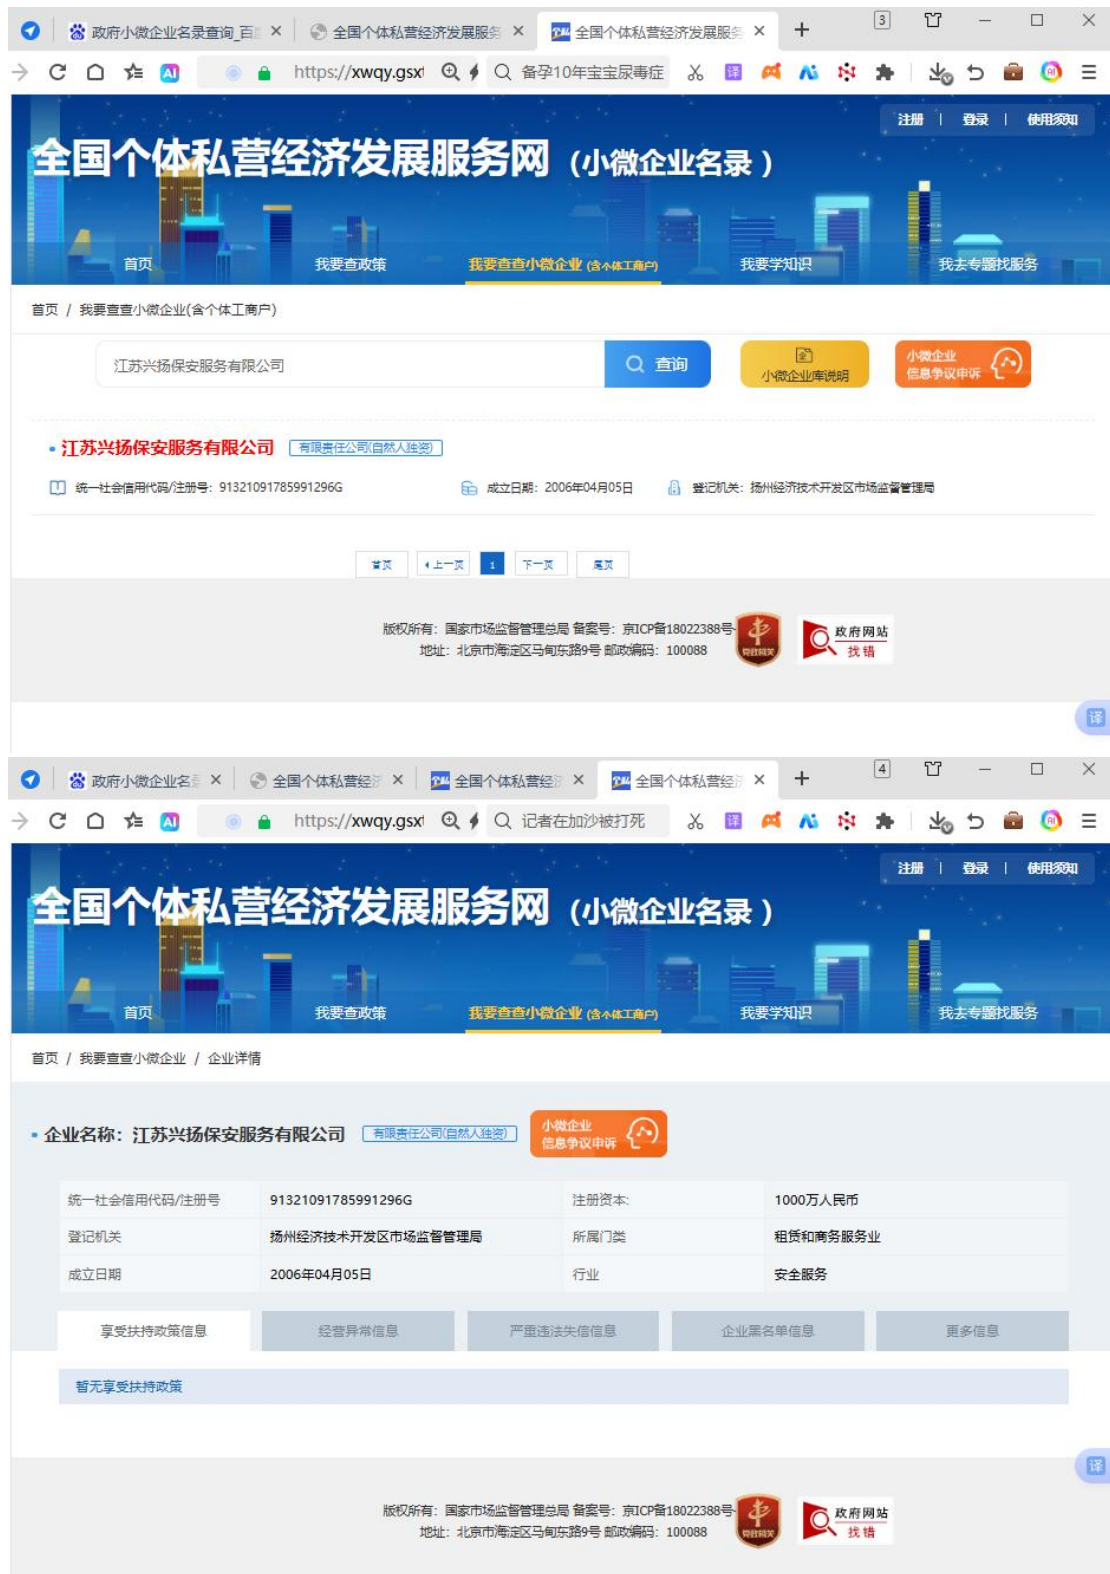 政府小微企业名录查询_百
全国个体私营经济发展服务
全国个体私营经济发展服务
3
https://xwqy.gsxt
备孕10年宝宝尿毒症
译
AI
注册 | 登录 | 使用须知
全国个体私营经济发展服务网（小微企业名录）
首页
我要查政策
我要查查小微企业 (含个体工商户)
我要学知识
我去专题找服务
首页 / 我要查查小微企业(含个体工商户)
江苏兴扬保安服务有限公司
查询
小微企业库说明
小微企业
信息争议申诉
江苏兴扬保安服务有限公司 有限责任公司(自然人独资)
统一社会信用代码/注册号：91321091785991296G
成立日期：2006年04月05日
登记机关：扬州经济技术开发区市场监督管理局
首页
上一页
1
下一页
尾页
版权所有：国家市场监督管理总局 备案号：京ICP备18022388号-
地址：北京市海淀区马甸东路9号 邮政编码：100088
党政机关
政府网站
找错
译
政府小微企业名
全国个体私营经济
全国个体私营经济
全国个体私营经济
4
AI
https://xwqy.gsxt
记者在加沙被打死
译
AI
注册 | 登录 | 使用须知
全国个体私营经济发展服务网（小微企业名录）
首页
我要查政策
我要查查小微企业 (含个体工商户)
我要学知识
我去专题找服务
首页 / 我要查查小微企业 / 企业详情
企业名称：江苏兴扬保安服务有限公司 有限责任公司(自然人独资)
小微企业
信息争议申诉
统一社会信用代码/注册号 91321091785991296G 注册资本: 1000万人民币
登记机关 扬州经济技术开发区市场监督管理局 所属门类 租赁和商务服务业
成立日期 2006年04月05日 行业 安全服务
享受扶持政策信息
经营异常信息
严重违法失信信息
企业黑名单信息
更多信息
暂无享受扶持政策
版权所有：国家市场监督管理总局 备案号：京ICP备18022388号-
地址：北京市海淀区马甸东路9号 邮政编码：100088
党政机关
政府网站
找错
译